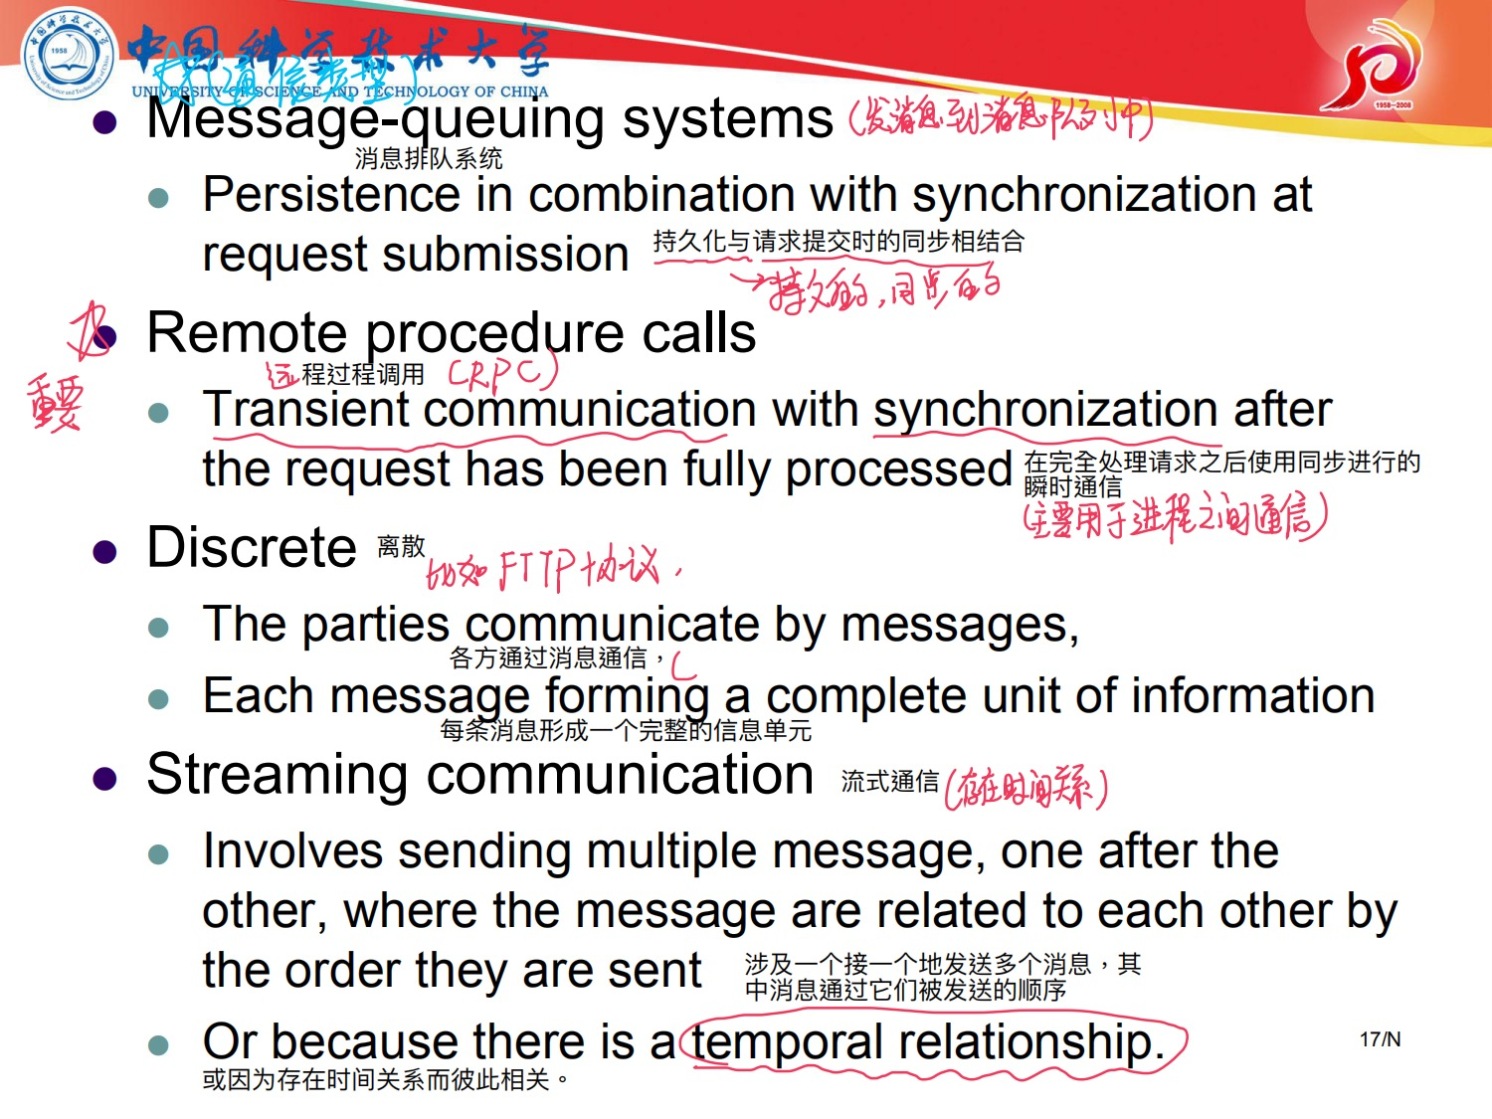 中国科学技术大学
UNIVERSITY OF SCIENCE AND TECHNOLOGY OF CHINA
1958
1958—2008
通信类型)
Message-queuing systems (发消息到消息队列中)
消息排队系统
Persistence in combination with synchronization at
request submission 持久化与请求提交时的同步相结合
→持久的,同步的
重要
Remote procedure calls
远程过程调用 (RPC)
Transient communication with synchronization after
the request has been fully processed 在完全处理请求之后使用同步进行的
瞬时通信
(主要用于进程之间通信)
Discrete 离散
比如FTTP协议.
The parties communicate by messages,
各方通过消息通信，
Each message forming a complete unit of information
每条消息形成一个完整的信息单元
Streaming communication 流式通信 (存在时间关系)
Involves sending multiple message, one after the
other, where the message are related to each other by
the order they are sent 涉及一个接一个地发送多个消息，其
中消息通过它们被发送的顺序
Or because there is a temporal relationship.
或因为存在时间关系而彼此相关。
17/N